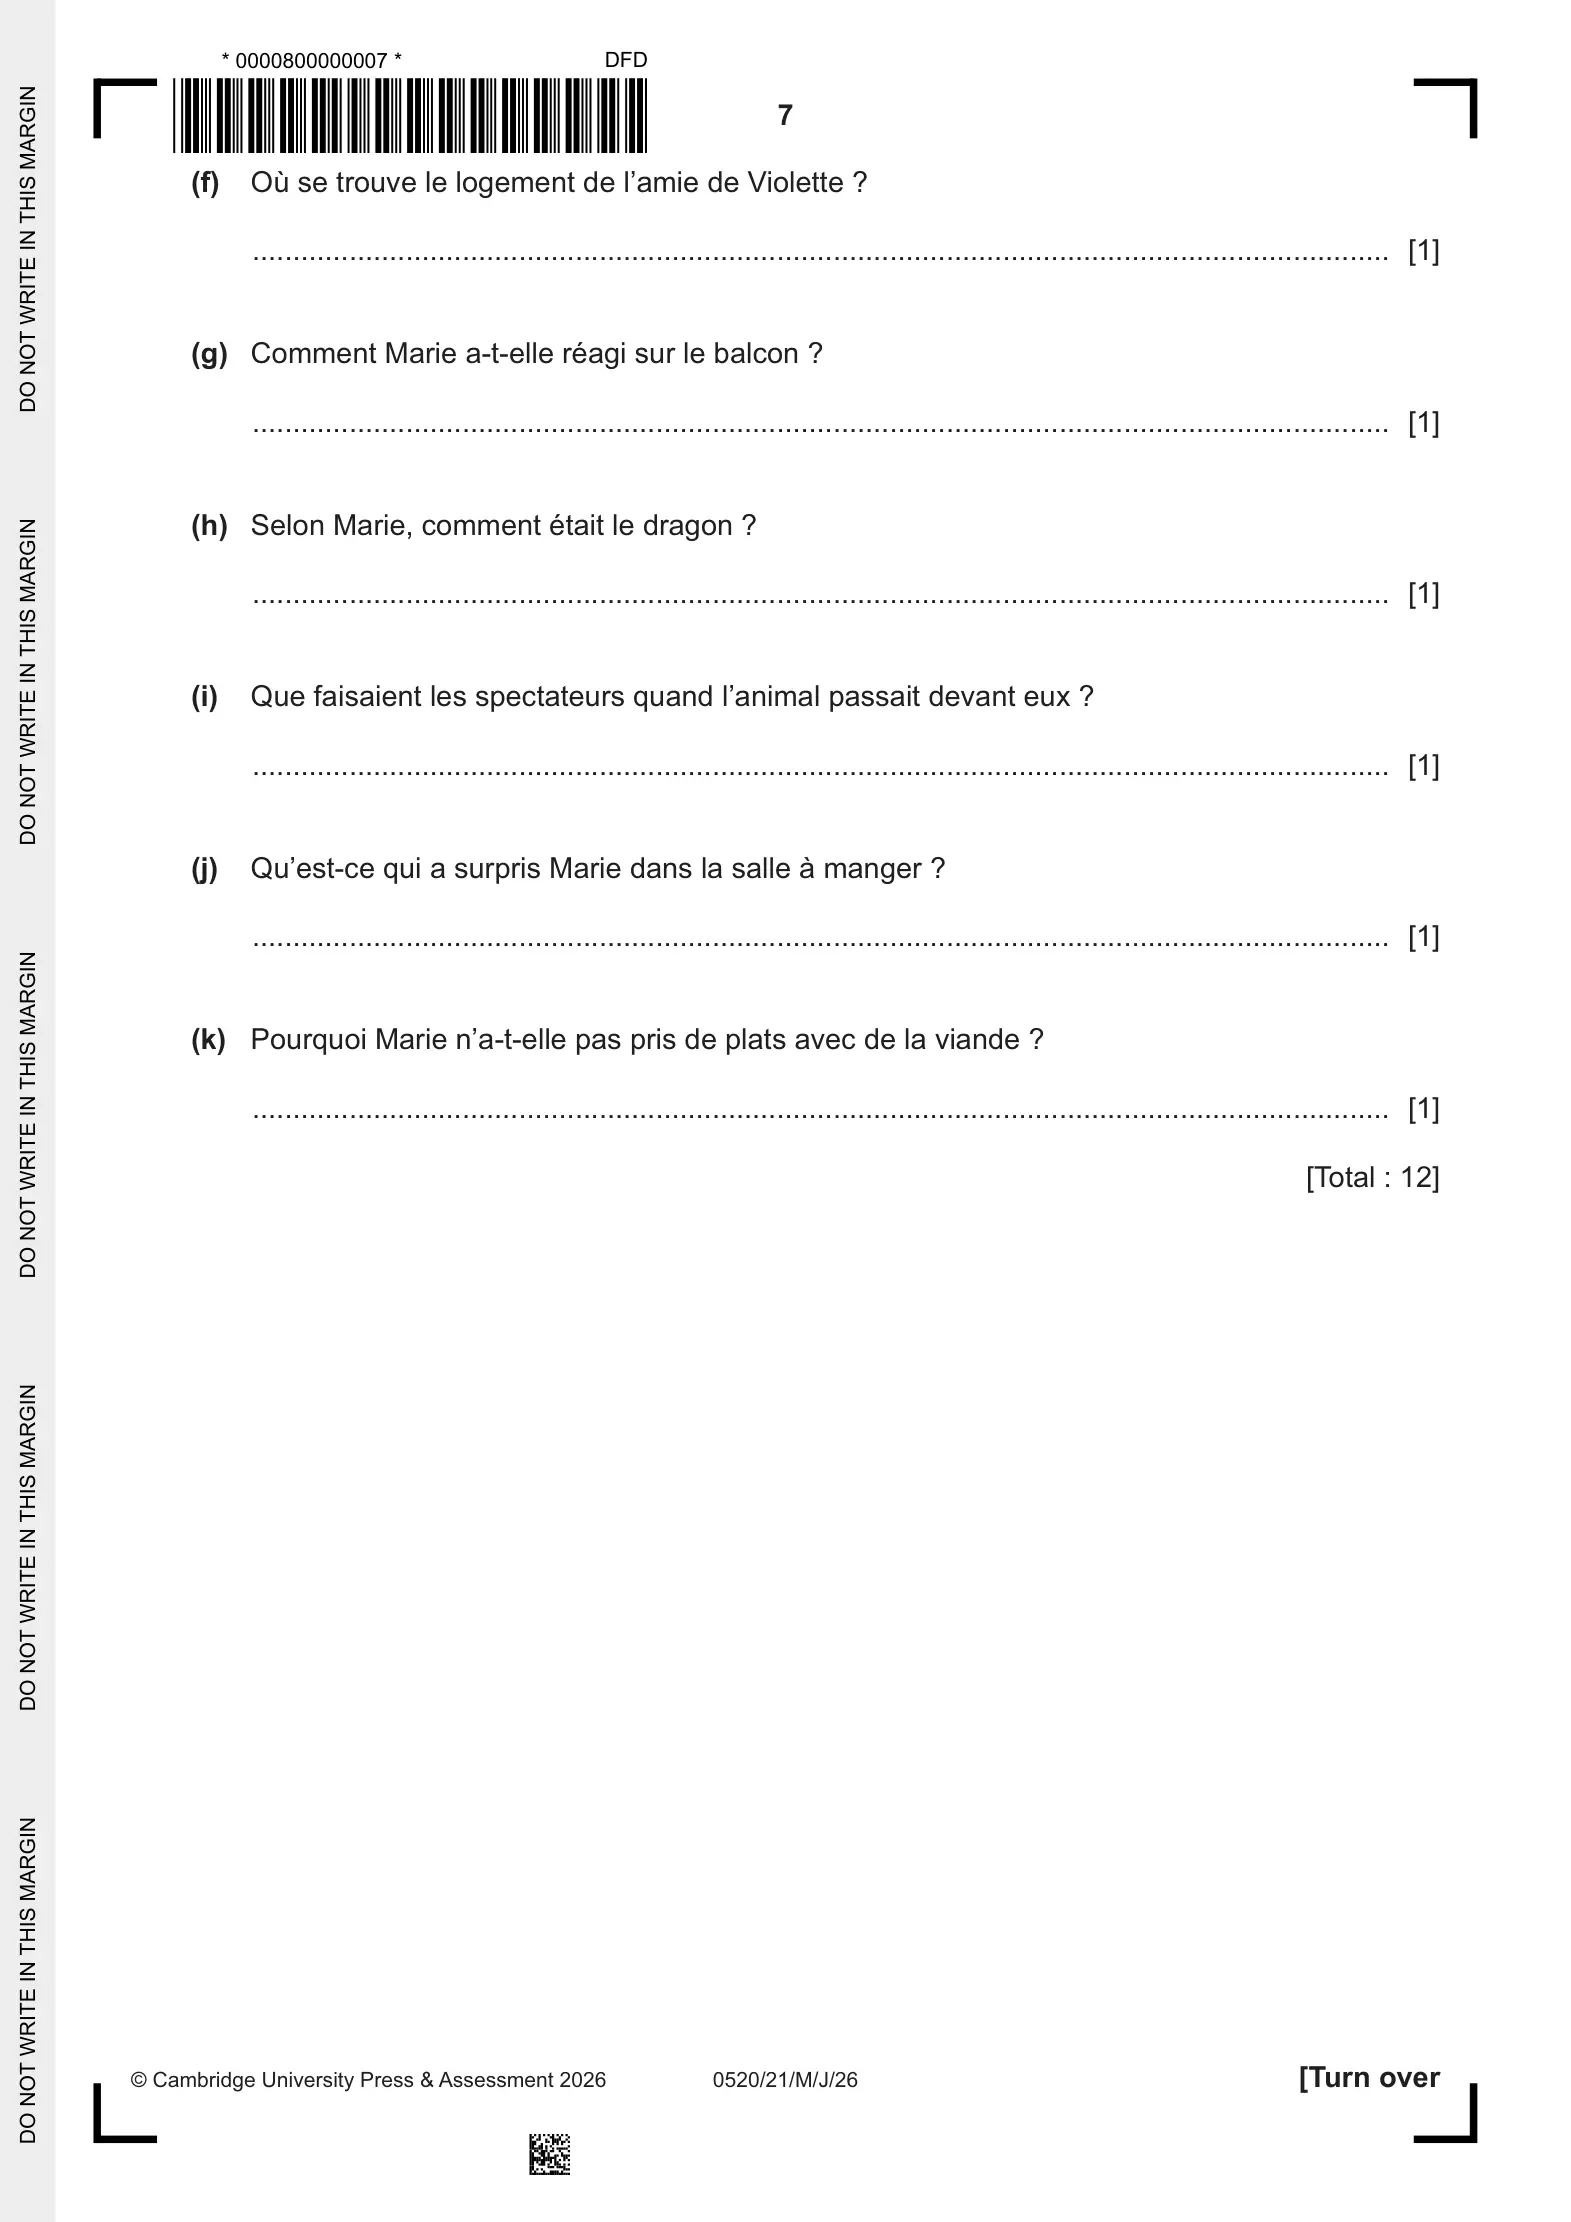 * 0000800000007 *
DFD
7
(f) Où se trouve le logement de l’amie de Violette ?
.......................................................................................................................................... [1]
(g) Comment Marie a-t-elle réagi sur le balcon ?
.......................................................................................................................................... [1]
(h) Selon Marie, comment était le dragon ?
.......................................................................................................................................... [1]
(i) Que faisaient les spectateurs quand l’animal passait devant eux ?
.......................................................................................................................................... [1]
(j) Qu’est-ce qui a surpris Marie dans la salle à manger ?
.......................................................................................................................................... [1]
(k) Pourquoi Marie n’a-t-elle pas pris de plats avec de la viande ?
.......................................................................................................................................... [1]
[Total : 12]
© Cambridge University Press & Assessment 2026
0520/21/M/J/26
[Turn over
DO NOT WRITE IN THIS MARGIN
DO NOT WRITE IN THIS MARGIN
DO NOT WRITE IN THIS MARGIN
DO NOT WRITE IN THIS MARGIN
DO NOT WRITE IN THIS MARGIN